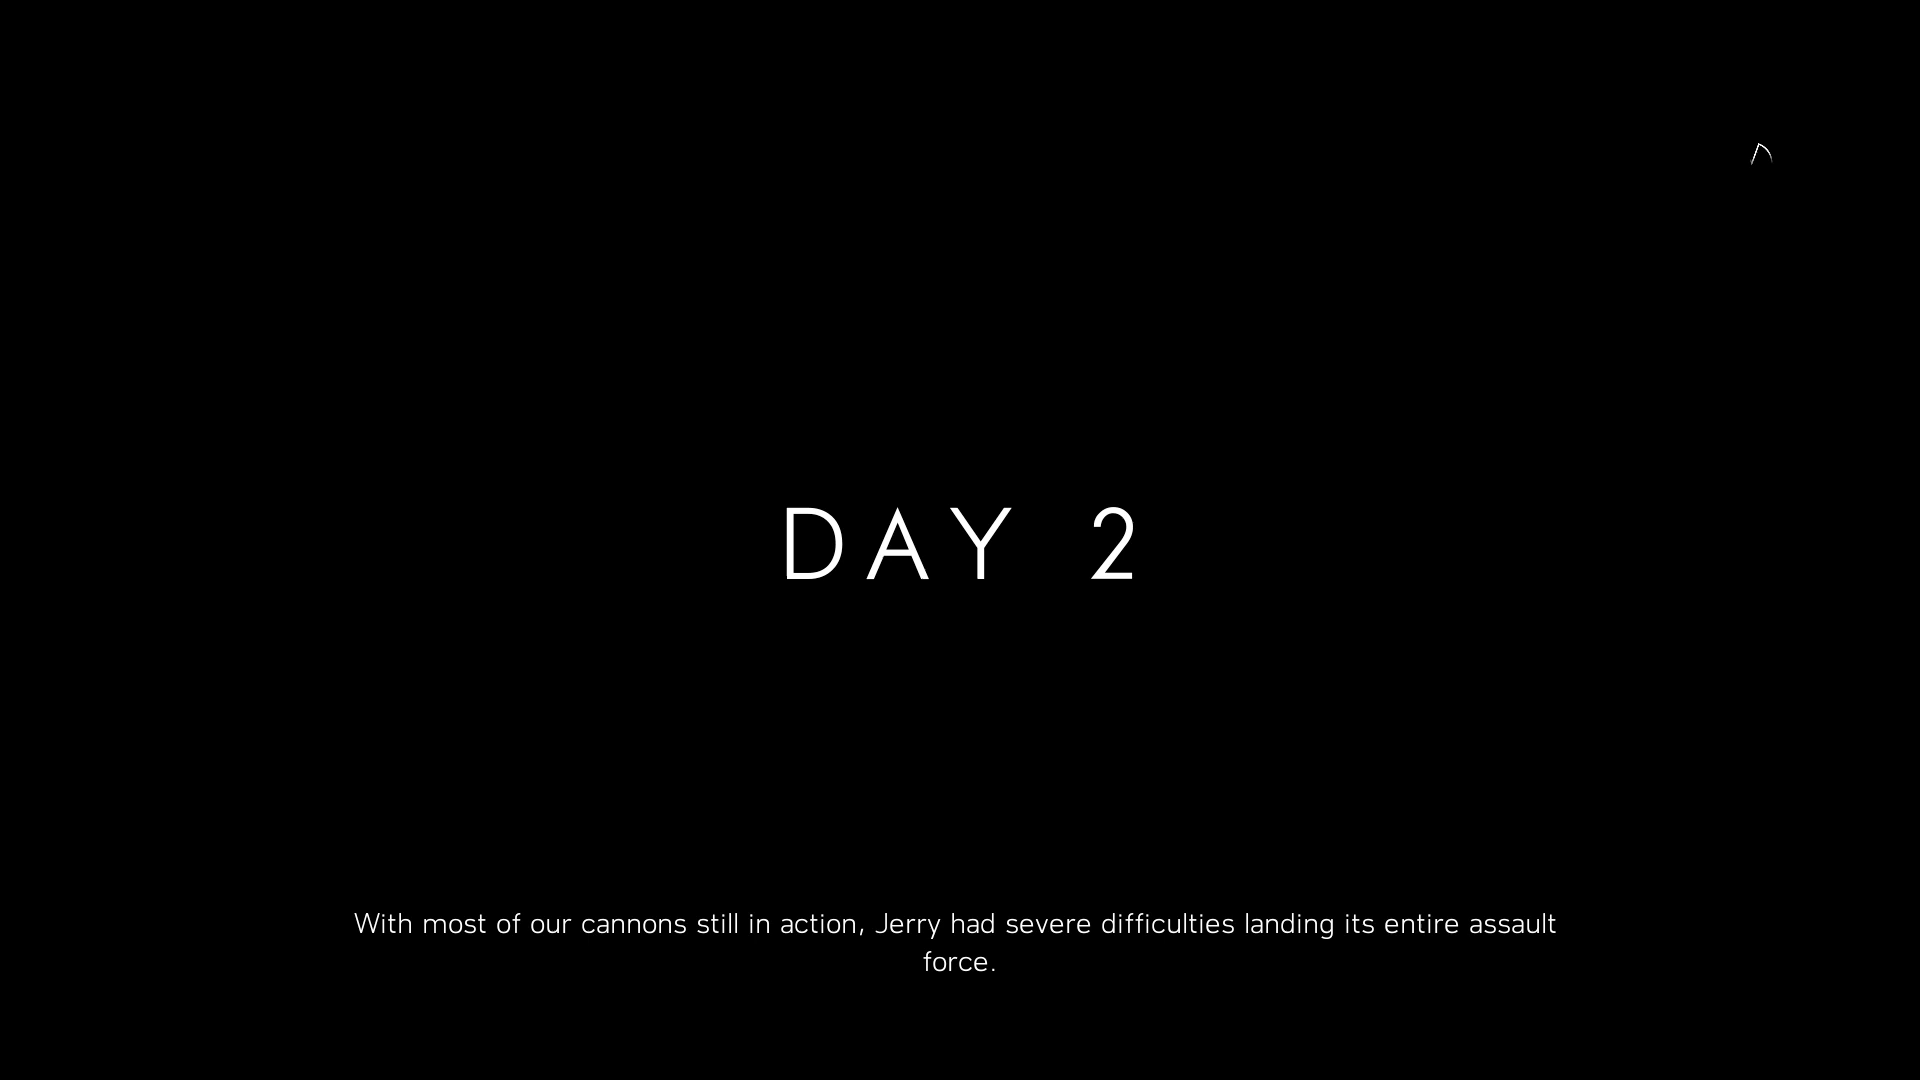 DAY 2
With most of our cannons still in action, Jerry had severe difficulties landing its entire assault
force.